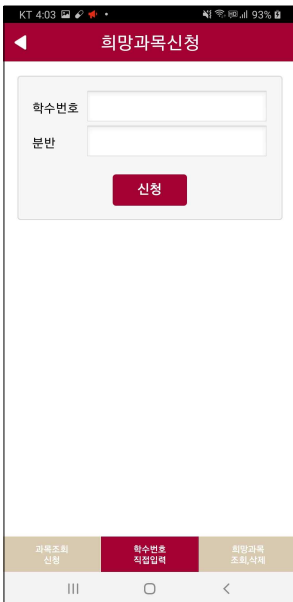 KT 4:03 93%
희망과목신청
학수번호
분반
신청
과목조회
신청
학수번호
직접입력
희망과목
조회,삭제